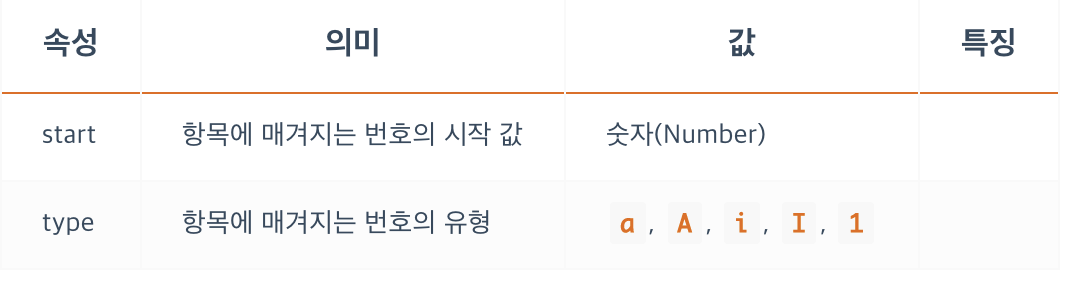 속성 의미 값 특징
start 항목에 매겨지는 번호의 시작 값 숫자(Number)
type 항목에 매겨지는 번호의 유형 a, A, i, I, 1